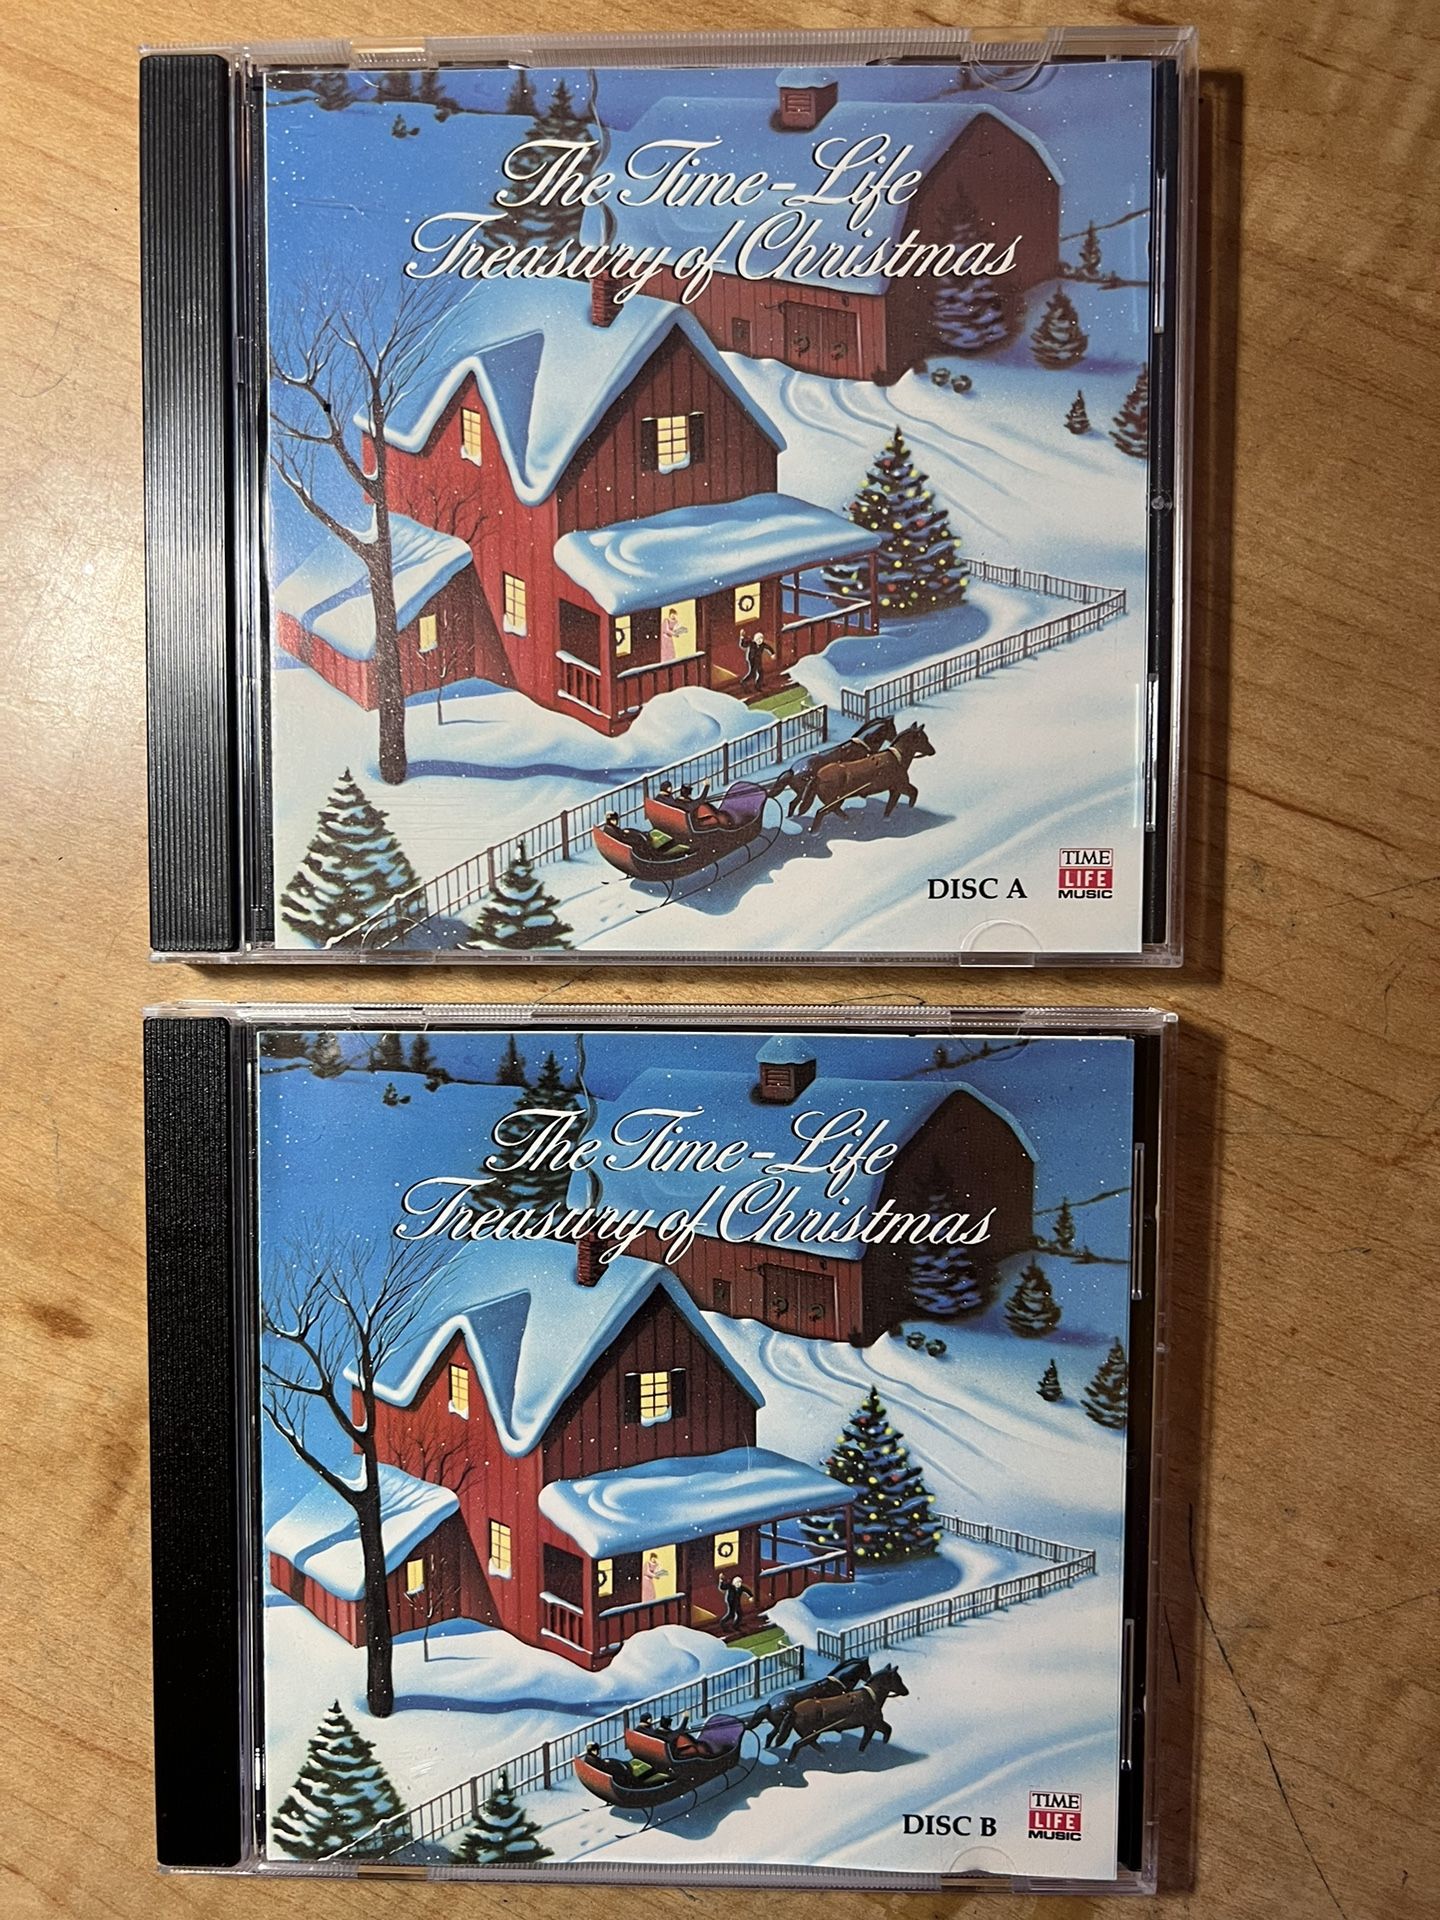 The Time-Life
Treasury of Christmas
DISC A
TIME
LIFE
MUSIC
The Time-Life
Treasury of Christmas
DISC B
TIME
LIFE
MUSIC